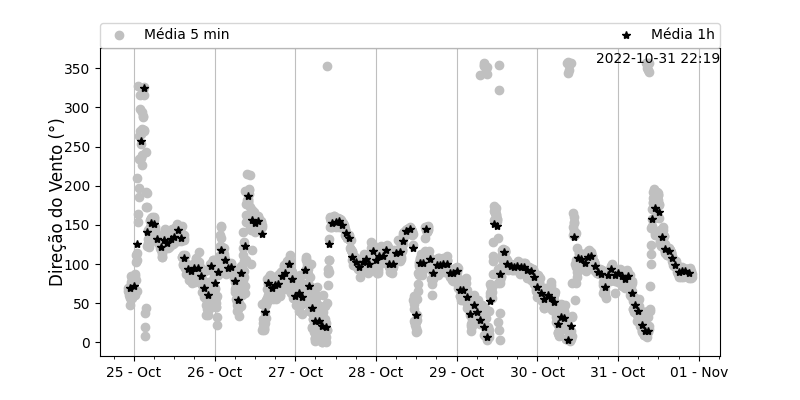 Média 5 min
Média 1h
2022-10-31 22:19
Direção do Vento (°)
350
300
250
200
150
100
50
0
25 - Oct
26 - Oct
27 - Oct
28 - Oct
29 - Oct
30 - Oct
31 - Oct
01 - Nov